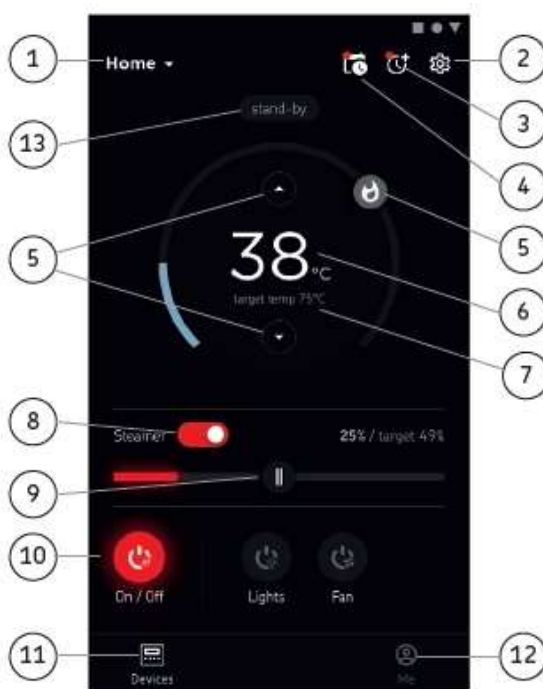 1
Home
2
3
4
13
stand-by
5
5
38 °C
6
target temp 75°C
7
8
Steamer
25% / target 49%
9
10
On / Off
Lights
Fan
11
Devices
12
Me